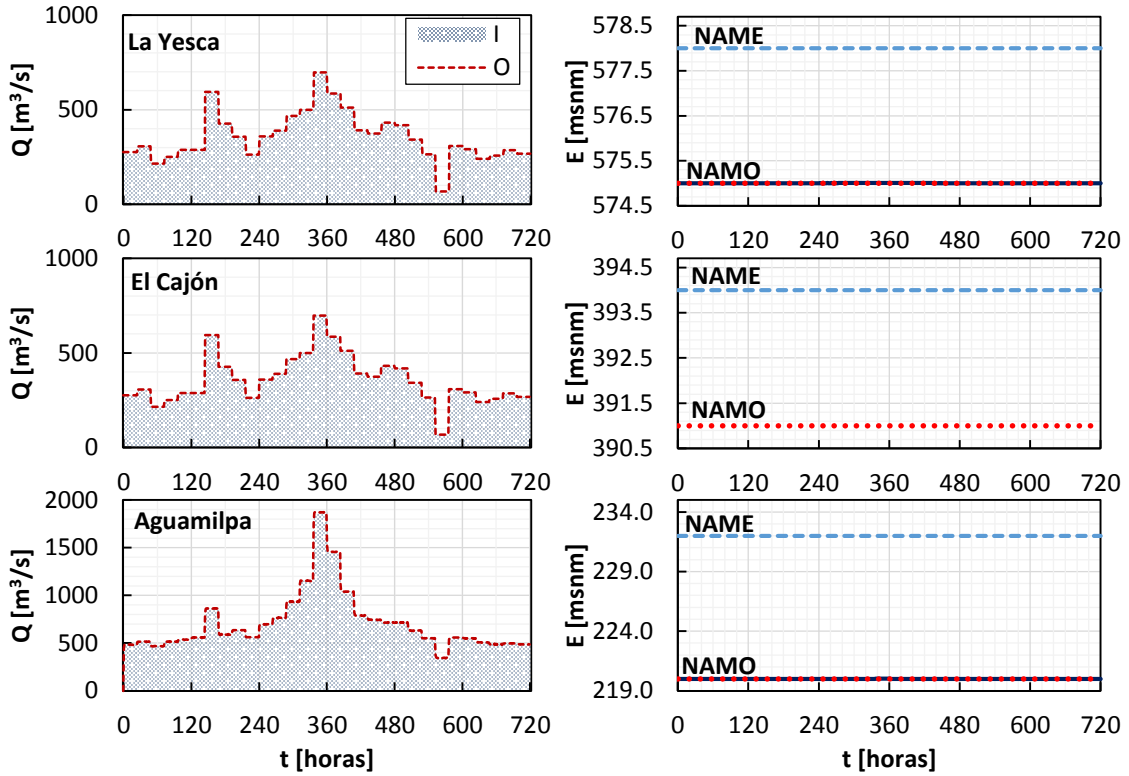 La Yesca
I
O
Q [m³/s]
1000
500
0
0 120 240 360 480 600 720
NAME
NAMO
E [msnm]
578.5
577.5
576.5
575.5
574.5
0 120 240 360 480 600 720
El Cajón
Q [m³/s]
1000
500
0
0 120 240 360 480 600 720
NAME
NAMO
E [msnm]
394.5
393.5
392.5
391.5
390.5
0 120 240 360 480 600 720
Aguamilpa
Q [m³/s]
2000
1500
1000
500
0
0 120 240 360 480 600 720
t [horas]
NAME
NAMO
E [msnm]
234.0
229.0
224.0
219.0
0 120 240 360 480 600 720
t [horas]